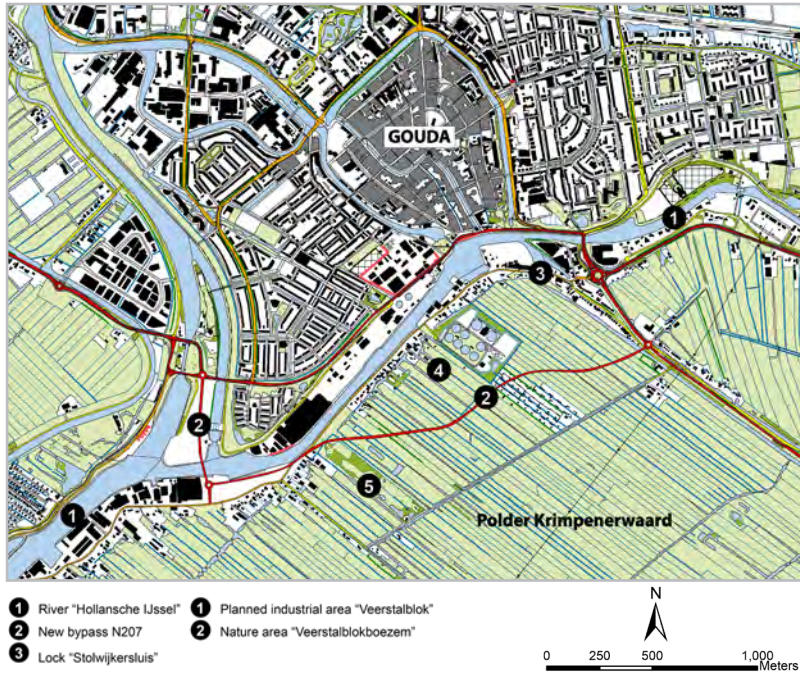 GOUDA
1
3
4
2
2
5
1
Polder Krimpenerwaard
1 River "Hollansche IJssel"
2 New bypass N207
3 Lock "Stolwijkersluis"
1 Planned industrial area "Veerstalblok"
2 Nature area "Veerstalblokboezem"
N
0 250 500 1,000
Meters